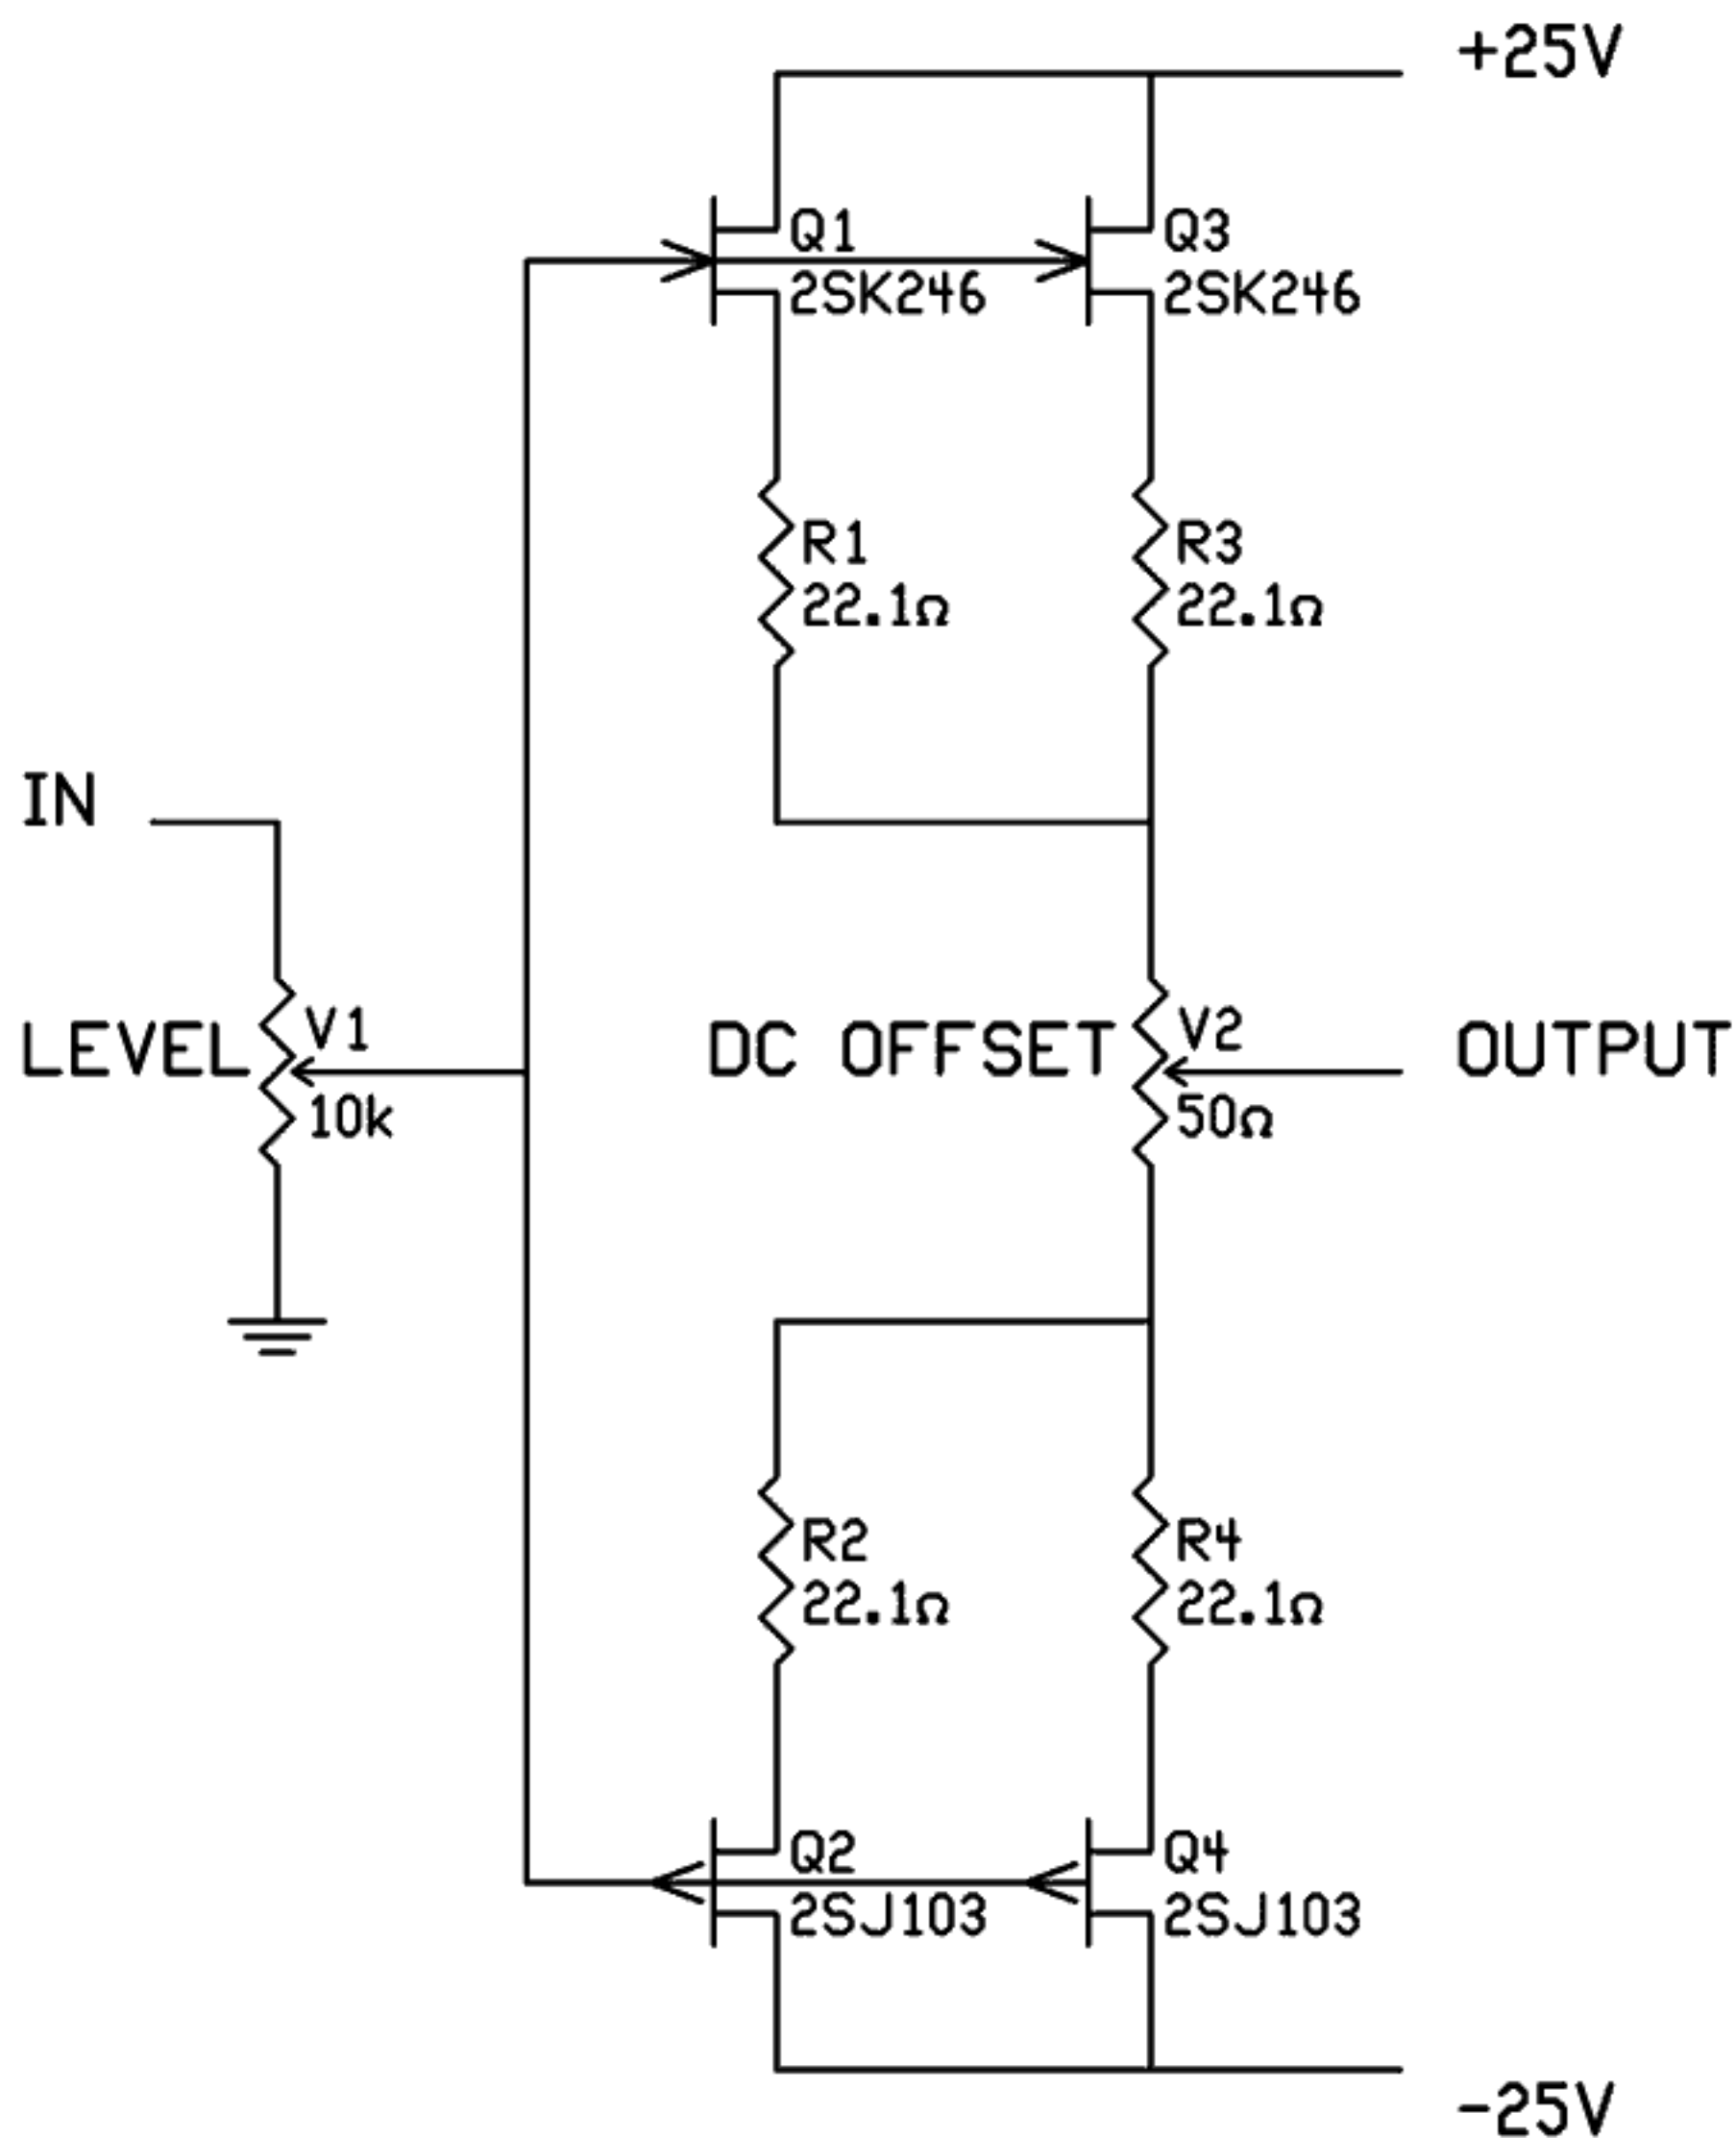 +25V
Q1
2SK246
Q3
2SK246
R1
22.1Ω
R3
22.1Ω
IN
LEVEL
V1
10k
DC OFFSET
V2
50Ω
OUTPUT
R2
22.1Ω
R4
22.1Ω
Q2
2SJ103
Q4
2SJ103
-25V